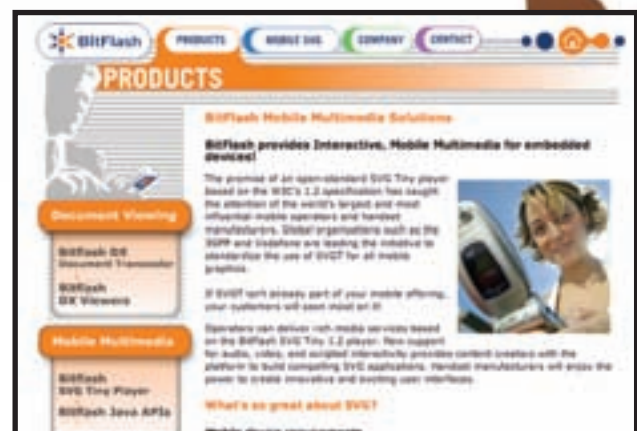 BitFlash
PRODUCTS
MOBILE SVG
COMPANY
CONTACT
PRODUCTS
BitFlash Mobile Multimedia Solutions
BitFlash provides Interactive, Mobile Multimedia for embedded
devices!
The promise of an open-standard SVG Tiny player
based on the W3C's 1.2 specification has caught
the attention of the world's largest and most
influential mobile operators and handset
manufacturers. Global organizations such as the
3GPP and Vodafone are leading the initiative to
standardize the use of SVGT for all mobile
graphics.
If SVGT isn't already part of your mobile offering,
your customers will soon insist on it!
Operators can deliver rich media services based
on the BitFlash SVG Tiny 1.2 player. New support
for audio, video, and scripted interactivity provides content creators with the
platform to build compelling SVG applications. Handset manufacturers will enjoy the
power to create innovative and exciting user interfaces.
What's so great about SVG?
Mobile device requirements
Document Viewing
BitFlash DX
Document Transcoder
BitFlash
DX Viewers
Mobile Multimedia
BitFlash
SVG Tiny Player
BitFlash Java APIs